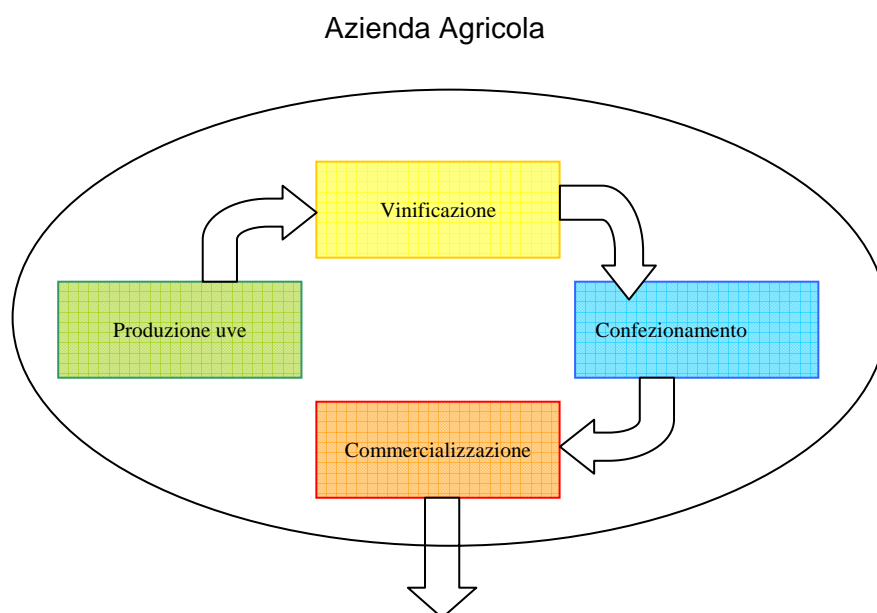 Azienda Agricola
Vinificazione
Produzione uve
Confezionamento
Commercializzazione